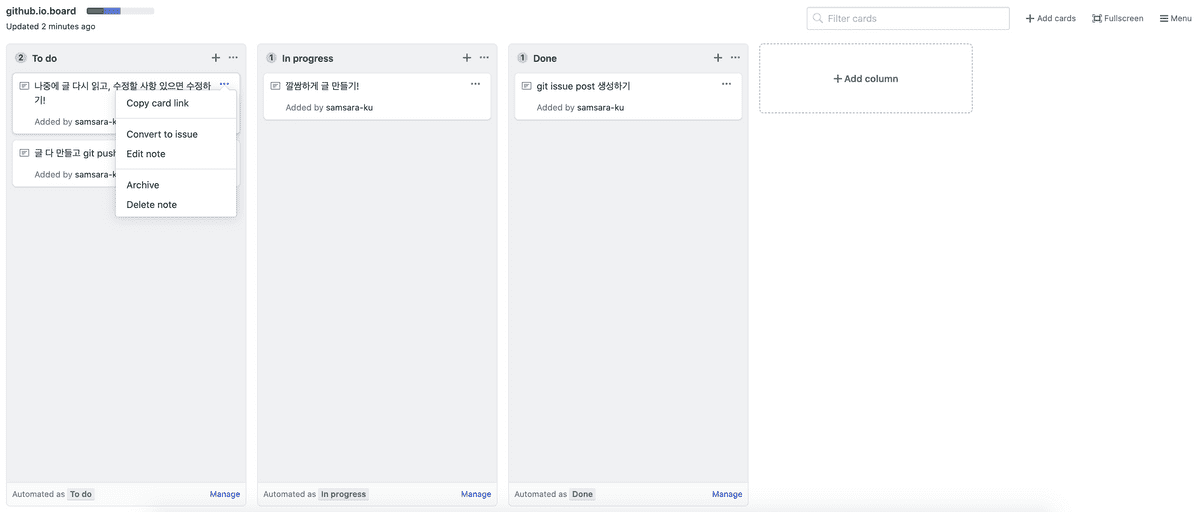 github.io.board
Updated 2 minutes ago
Filter cards
Add cards
Fullscreen
Menu
2 To do
나중에 글 다시 읽고, 수정할 사항 있으면 수정하
기!
Added by samsara-k
글 다 만들고 git push
Added by samsara-k
Copy card link
Convert to issue
Edit note
Archive
Delete note
Automated as To do
Manage
1 In progress
깔쌈하게 글 만들기!
Added by samsara-ku
Automated as In progress
Manage
1 Done
git issue post 생성하기
Added by samsara-ku
Automated as Done
Manage
Add column